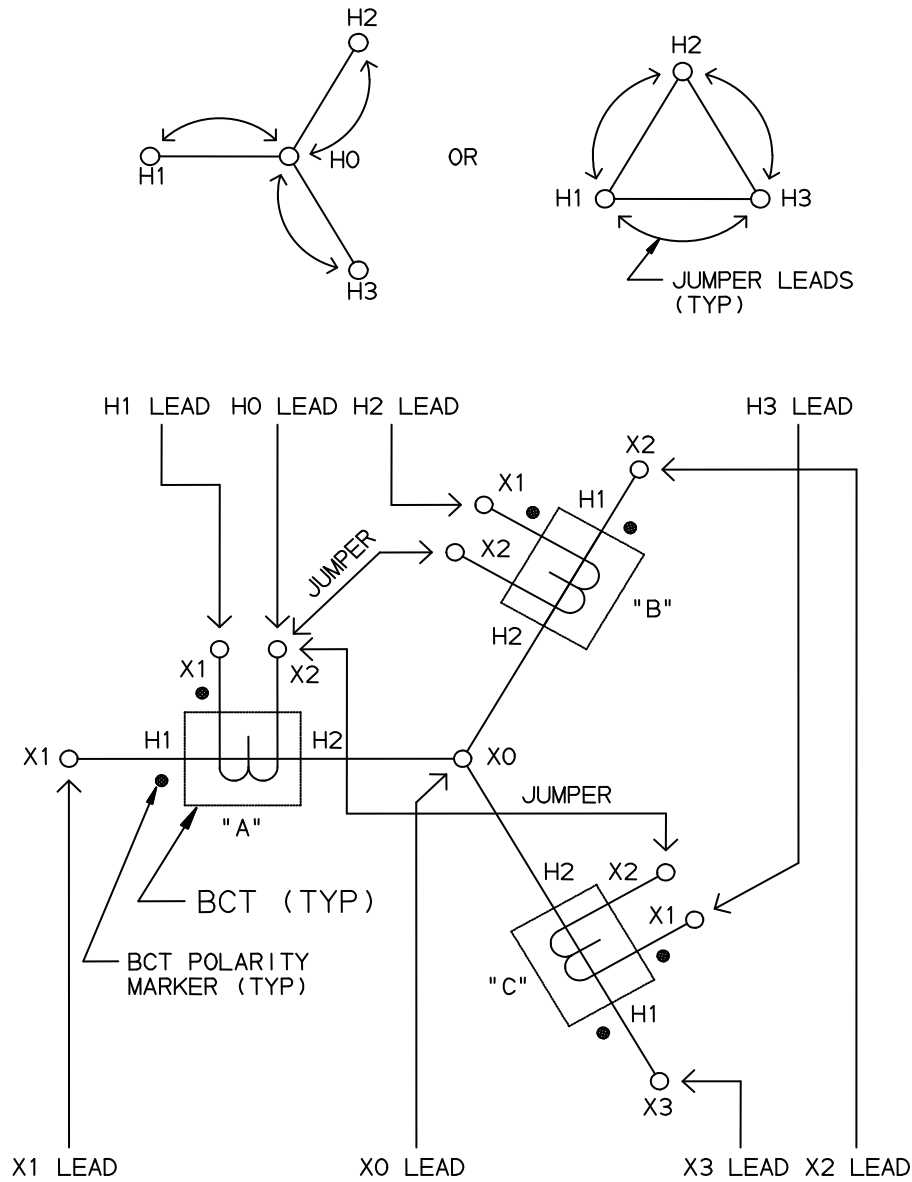 H2
H2
H1
H0
OR
H1
H3
H3
JUMPER LEADS
(TYP)
H1 LEAD
H0 LEAD
H2 LEAD
H3 LEAD
X2
X1
H1
JUMPER
X2
"B"
H2
X1
X2
X1
H1
H2
X0
"A"
JUMPER
H2
X2
BCT (TYP)
X1
BCT POLARITY
MARKER (TYP)
"C"
H1
X3
X1 LEAD
X0 LEAD
X3 LEAD
X2 LEAD